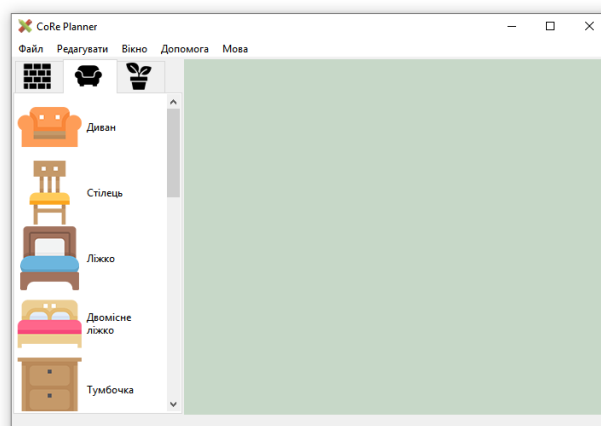 CoRe Planner
Файл Редагувати Вікно Допомога Мова
Диван
Стілець
Ліжко
Двомісне
ліжко
Тумбочка